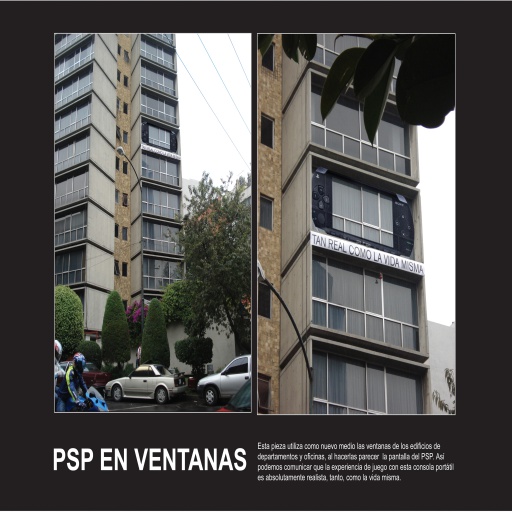 TAN REAL COMO LA VIDA MISMA
PSP EN VENTANAS
Esta pieza utiliza como nuevo medio las ventanas de los edificios de
departamentos y oficinas, al hacerlas parecer la pantalla del PSP. Así
podemos comunicar que la experiencia de juego con esta consola portátil
es absolutamente realista, tanto, como la vida misma.